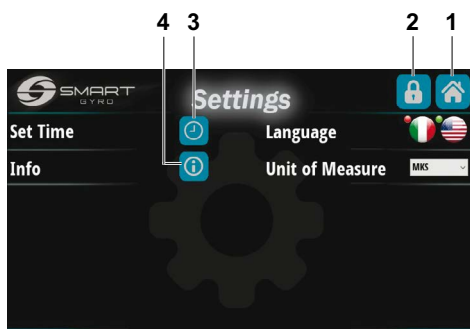 4 3 2 1
SMART
GYRO
Settings
Set Time Language
Info Unit of Measure MKS